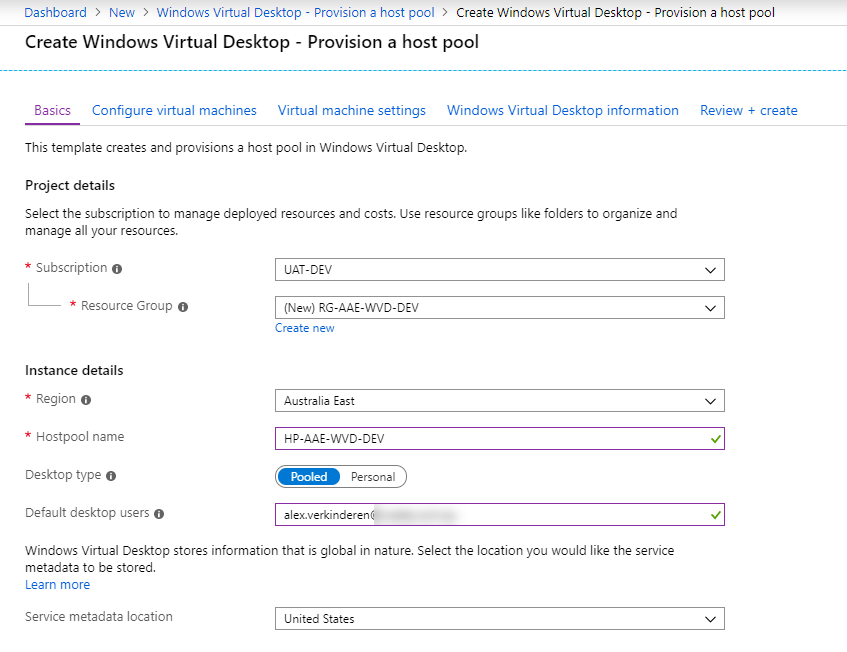 Dashboard > New > Windows Virtual Desktop - Provision a host pool > Create Windows Virtual Desktop - Provision a host pool
Create Windows Virtual Desktop - Provision a host pool
Basics Configure virtual machines Virtual machine settings Windows Virtual Desktop information Review + create
This template creates and provisions a host pool in Windows Virtual Desktop.
Project details
Select the subscription to manage deployed resources and costs. Use resource groups like folders to organize and
manage all your resources.
* Subscription UAT-DEV
* Resource Group (New) RG-AAE-WVD-DEV
Create new
Instance details
* Region Australia East
* Hostpool name HP-AAE-WVD-DEV
Desktop type Pooled Personal
Default desktop users alex.verkinderen@
Windows Virtual Desktop stores information that is global in nature. Select the location you would like the service
metadata to be stored.
Learn more
Service metadata location United States